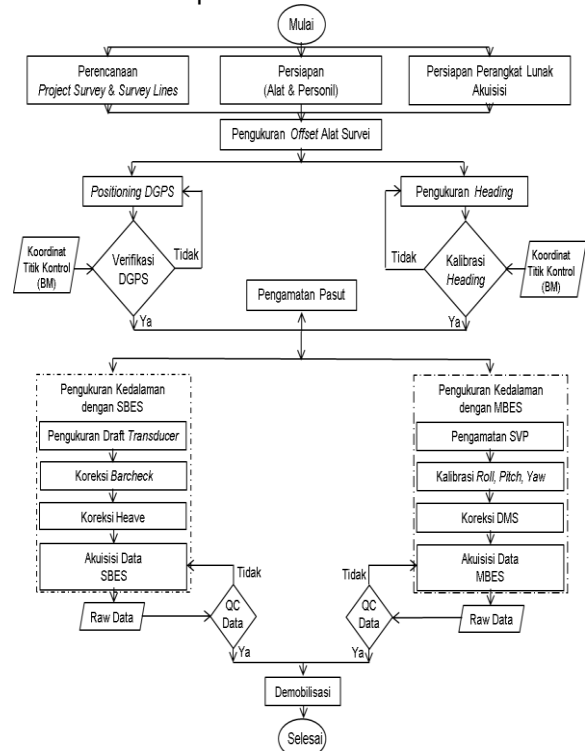 Mulai
Perencanaan
Project Survey & Survey Lines
Persiapan
(Alat & Personil)
Persiapan Perangkat Lunak
Akuisisi
Pengukuran Offset Alat Survei
Positioning DGPS
Pengukuran Heading
Koordinat
Titik Kontrol
(BM)
Verifikasi
DGPS
Tidak
Ya
Tidak
Kalibrasi
Heading
Ya
Koordinat
Titik Kontrol
(BM)
Pengamatan Pasut
Pengukuran Kedalaman
dengan SBES
Pengukuran Draft Transducer
Koreksi Barcheck
Koreksi Heave
Akuisisi Data
SBES
Raw Data
Tidak
QC
Data
Ya
Pengukuran Kedalaman
dengan MBES
Pengamatan SVP
Kalibrasi Roll, Pitch, Yaw
Koreksi DMS
Akuisisi Data
MBES
Raw Data
Tidak
QC
Data
Ya
Demobilisasi
Selesai